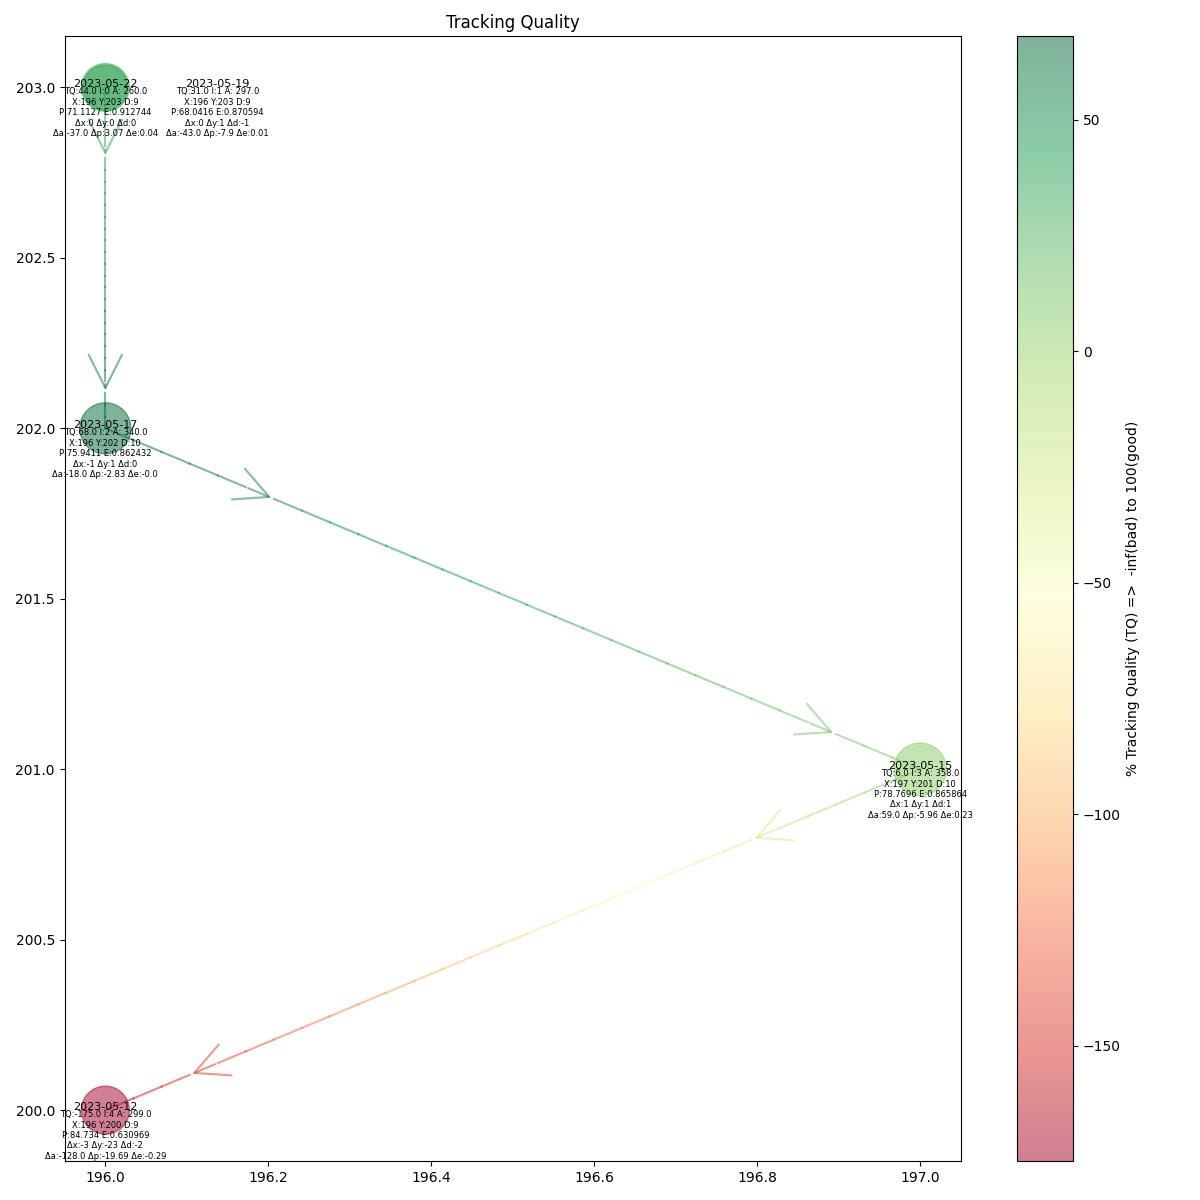 Tracking Quality
203.0
202.5
202.0
201.5
201.0
200.5
200.0
196.0
196.2
196.4
196.6
196.8
197.0
2023-05-22
TQ:44.0 I:0 A: 260.0
X:196 Y:203 D:9
P:71.1127 E:0.912744
Δx:0 Δy:0 Δd:0
Δa:-37.0 Δp:3.07 Δe:0.04
2023-05-19
TQ:31.0 I:1 A: 297.0
X:196 Y:203 D:9
P:68.0416 E:0.870594
Δx:0 Δy:1 Δd:-1
Δa:-43.0 Δp:-7.9 Δe:0.01
2023-05-17
TQ:68.0 I:2 A: 340.0
X:196 Y:202 D:10
P:75.9411 E:0.862432
Δx:-1 Δy:1 Δd:0
Δa:-18.0 Δp:-2.83 Δe:-0.0
2023-05-15
TQ:6.0 I:3 A: 358.0
X:197 Y:201 D:10
P:78.7696 E:0.865864
Δx:1 Δy:1 Δd:1
Δa:59.0 Δp:-5.96 Δe:0.23
2023-05-12
TQ:-175.0 I:4 A: 299.0
X:196 Y:200 D:9
P:84.734 E:0.630969
Δx:-3 Δy:-23 Δd:-2
Δa:-128.0 Δp:-19.69 Δe:-0.29
50
0
−50
−100
−150
% Tracking Quality (TQ) => -inf(bad) to 100(good)